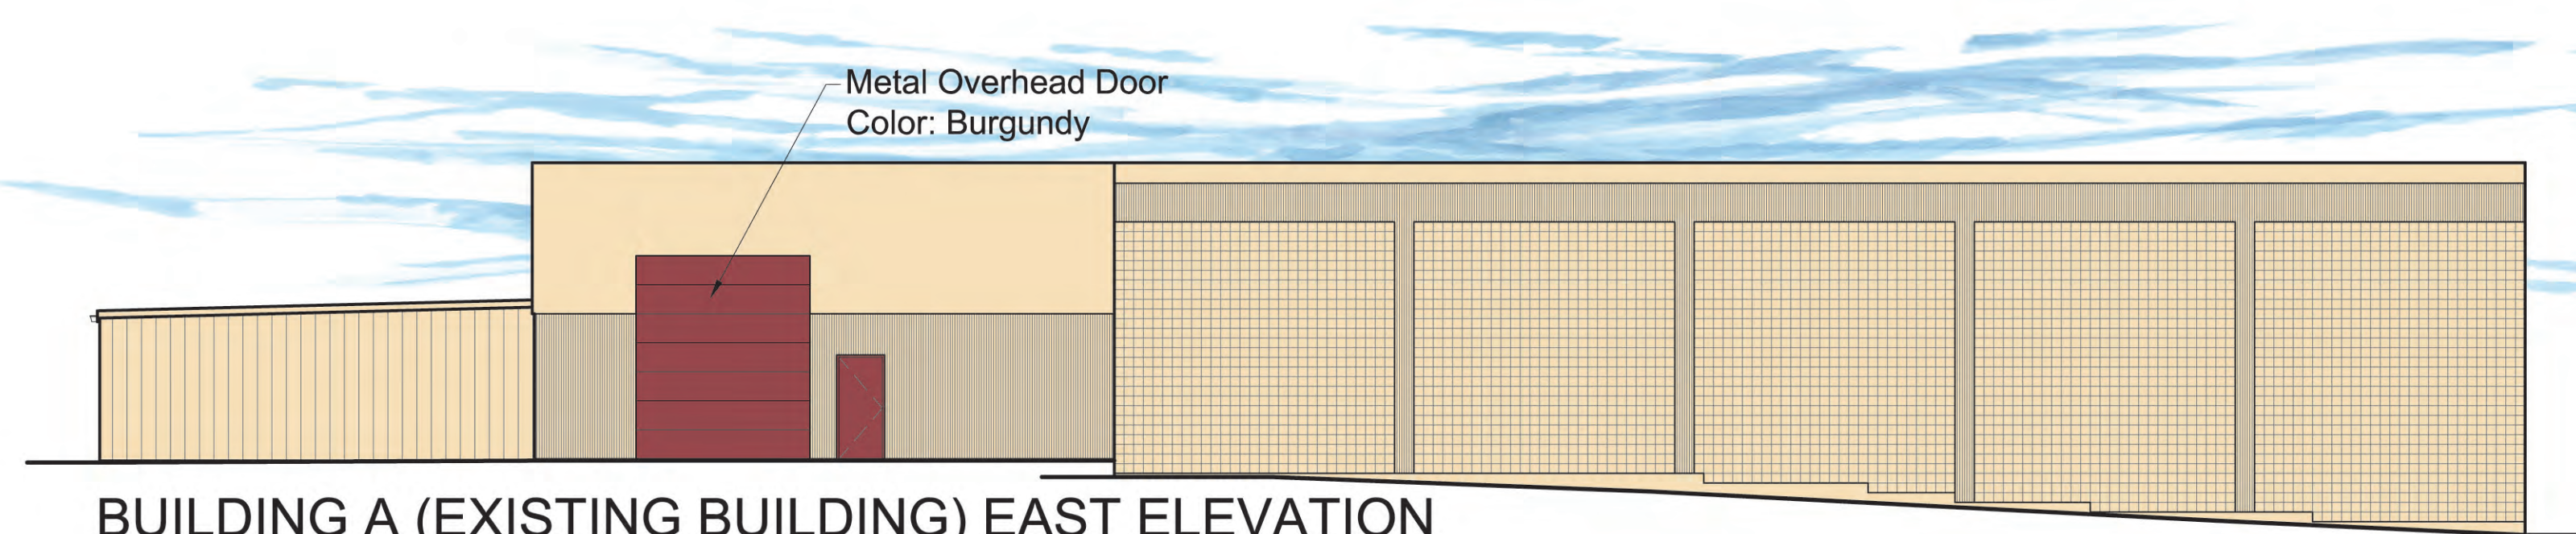 Metal Overhead Door
Color: Burgundy
BUILDING A (EXISTING BUILDING) EAST ELEVATION